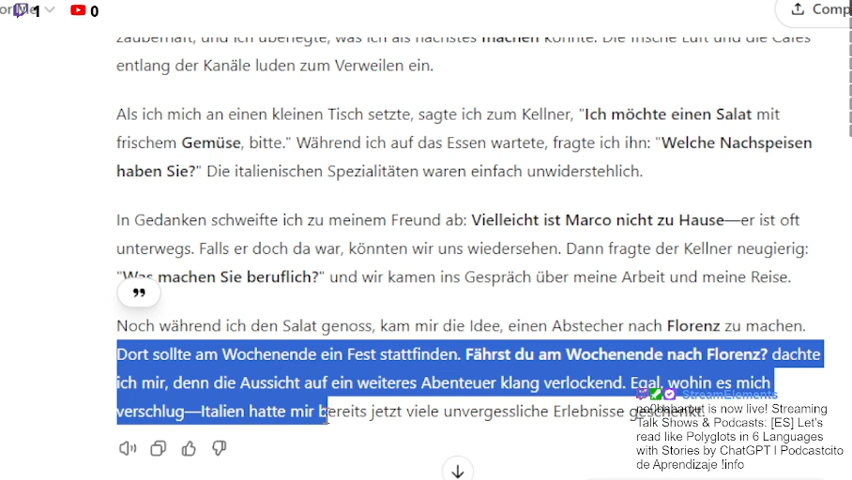 1
0
Comp
zauberhaft, und ich überlegte, was ich als nächstes machen könnte. Die frische Luft und die Cafés
entlang der Kanäle luden zum Verweilen ein.
Als ich mich an einen kleinen Tisch setzte, sagte ich zum Kellner, "Ich möchte einen Salat mit
frischem Gemüse, bitte." Während ich auf das Essen wartete, fragte ich ihn: "Welche Nachspeisen
haben Sie?" Die italienischen Spezialitäten waren einfach unwiderstehlich.
In Gedanken schweifte ich zu meinem Freund ab: Vielleicht ist Marco nicht zu Hause—er ist oft
unterwegs. Falls er doch da war, könnten wir uns wiedersehen. Dann fragte der Kellner neugierig:
"Was machen Sie beruflich?" und wir kamen ins Gespräch über meine Arbeit und meine Reise.
Noch während ich den Salat genoss, kam mir die Idee, einen Abstecher nach Florenz zu machen.
Dort sollte am Wochenende ein Fest stattfinden. Fährst du am Wochenende nach Florenz? dachte
ich mir, denn die Aussicht auf ein weiteres Abenteuer klang verlockend. Egal, wohin es mich
verschlug—Italien hatte mir bereits jetzt viele unvergessliche Erlebnisse geschenkt.
StreamElements
is now live! Streaming
Talk Shows & Podcasts: [ES] Let's
read like Polyglots in 6 Languages
with Stories by ChatGPT l Podcastcito
de Aprendizaje !info